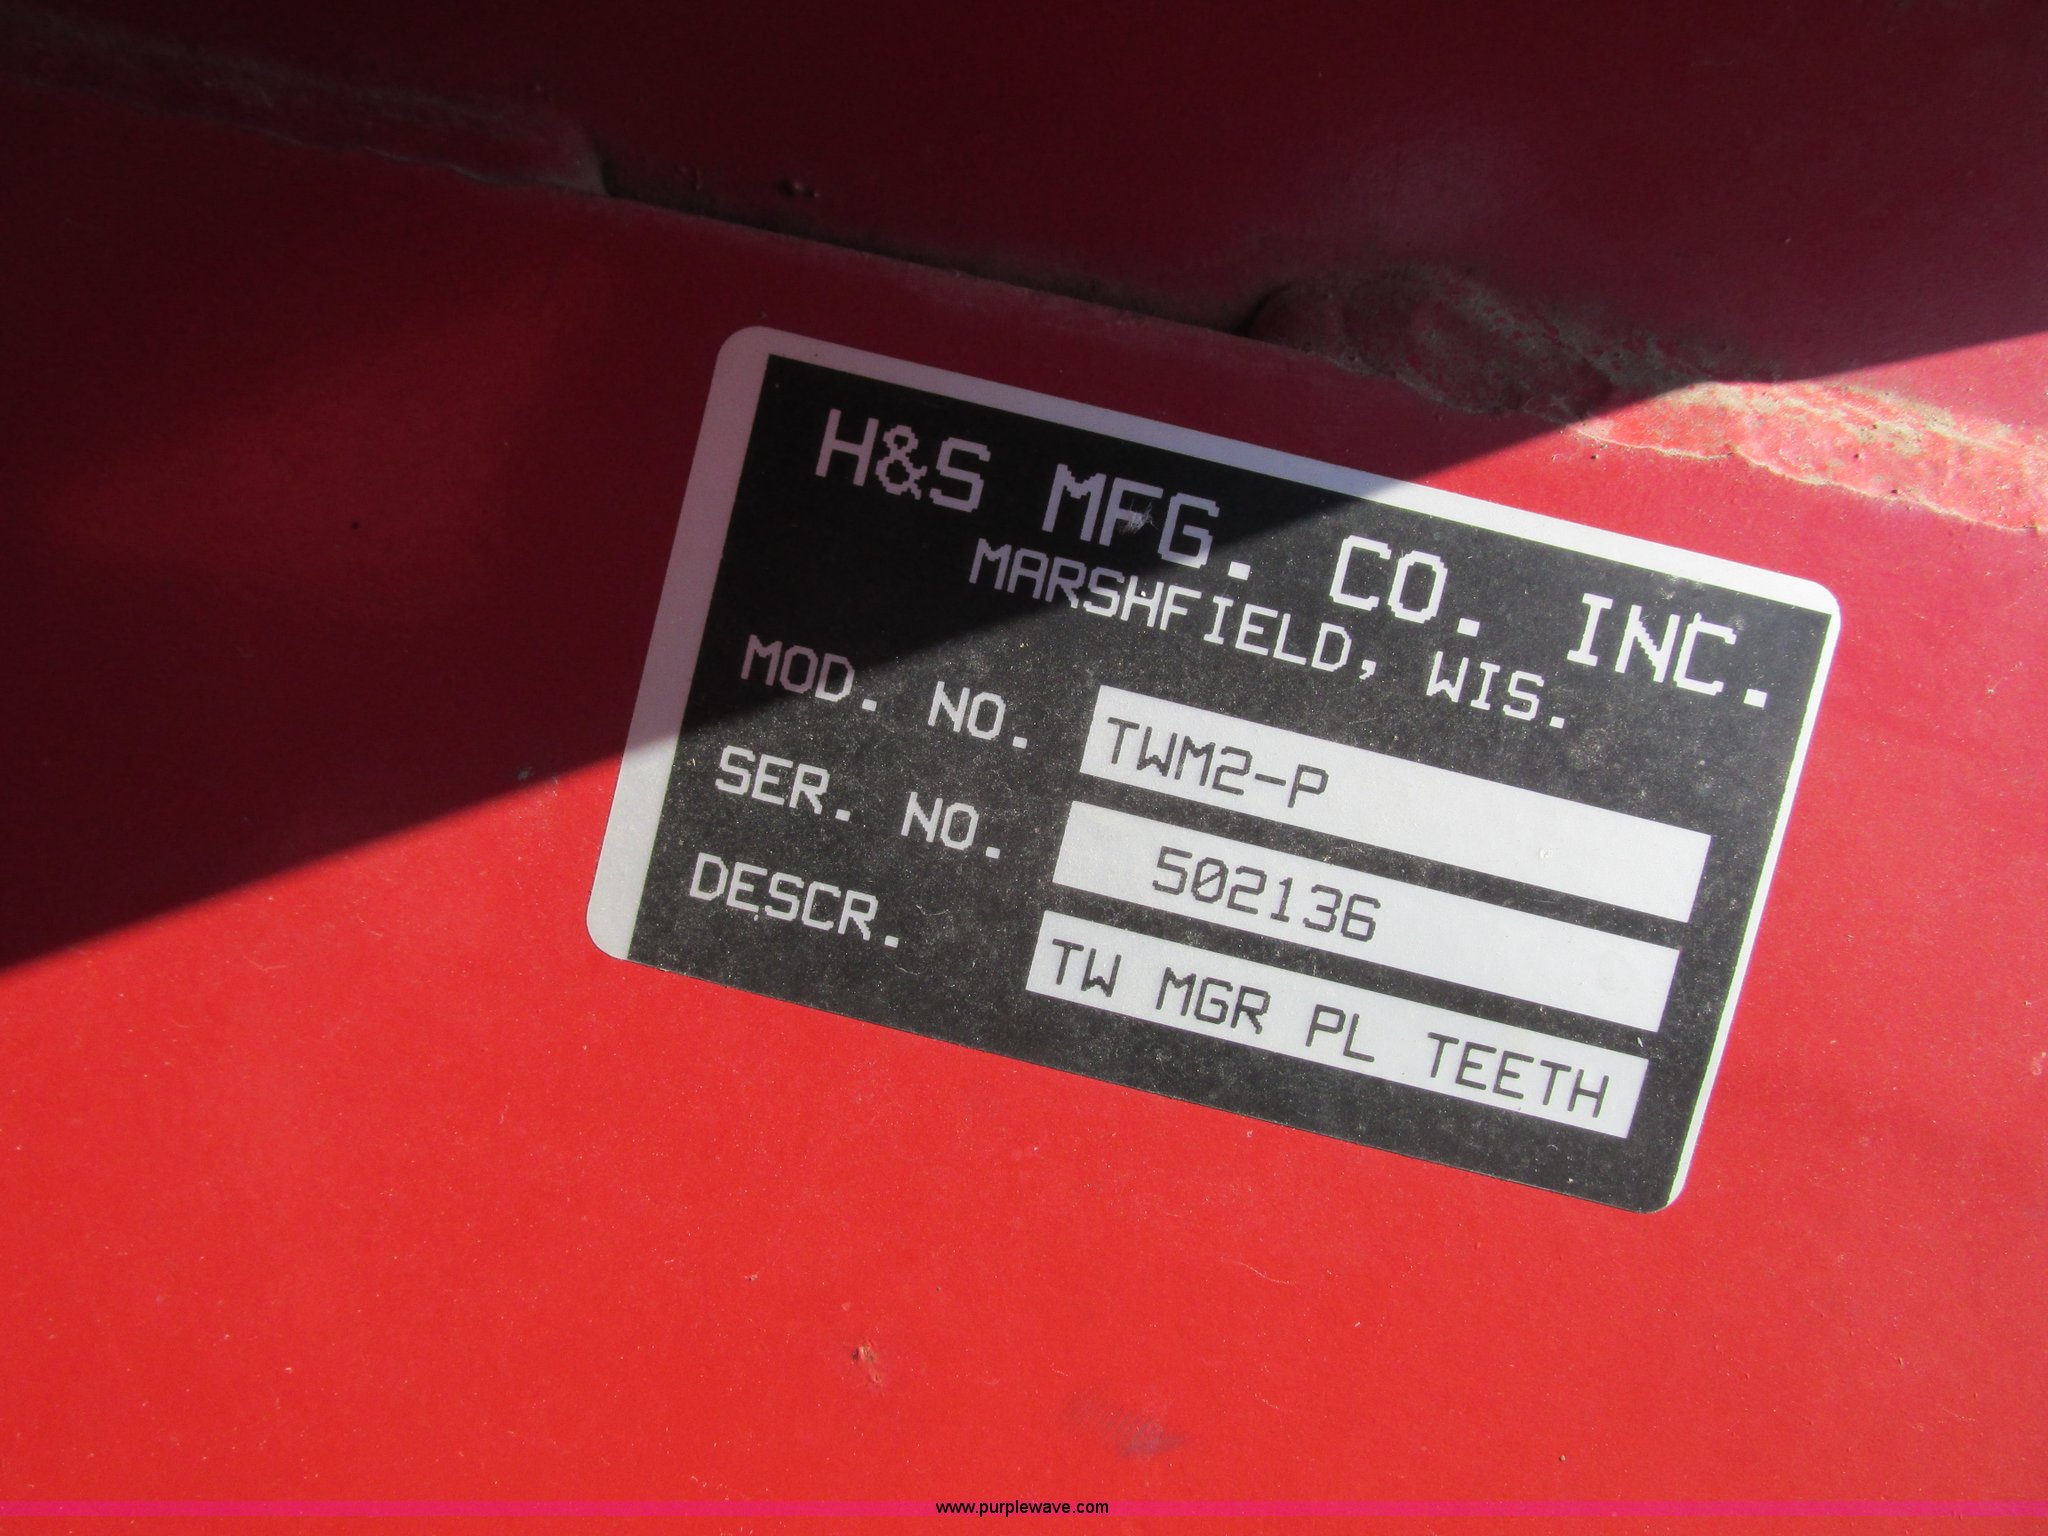 H&S MFG. CO. INC.
MARSHFIELD, WIS.
MOD. NO. TWM2-P
SER. NO. 502136
DESCR. TW MGR PL TEETH
www.purplewave.com